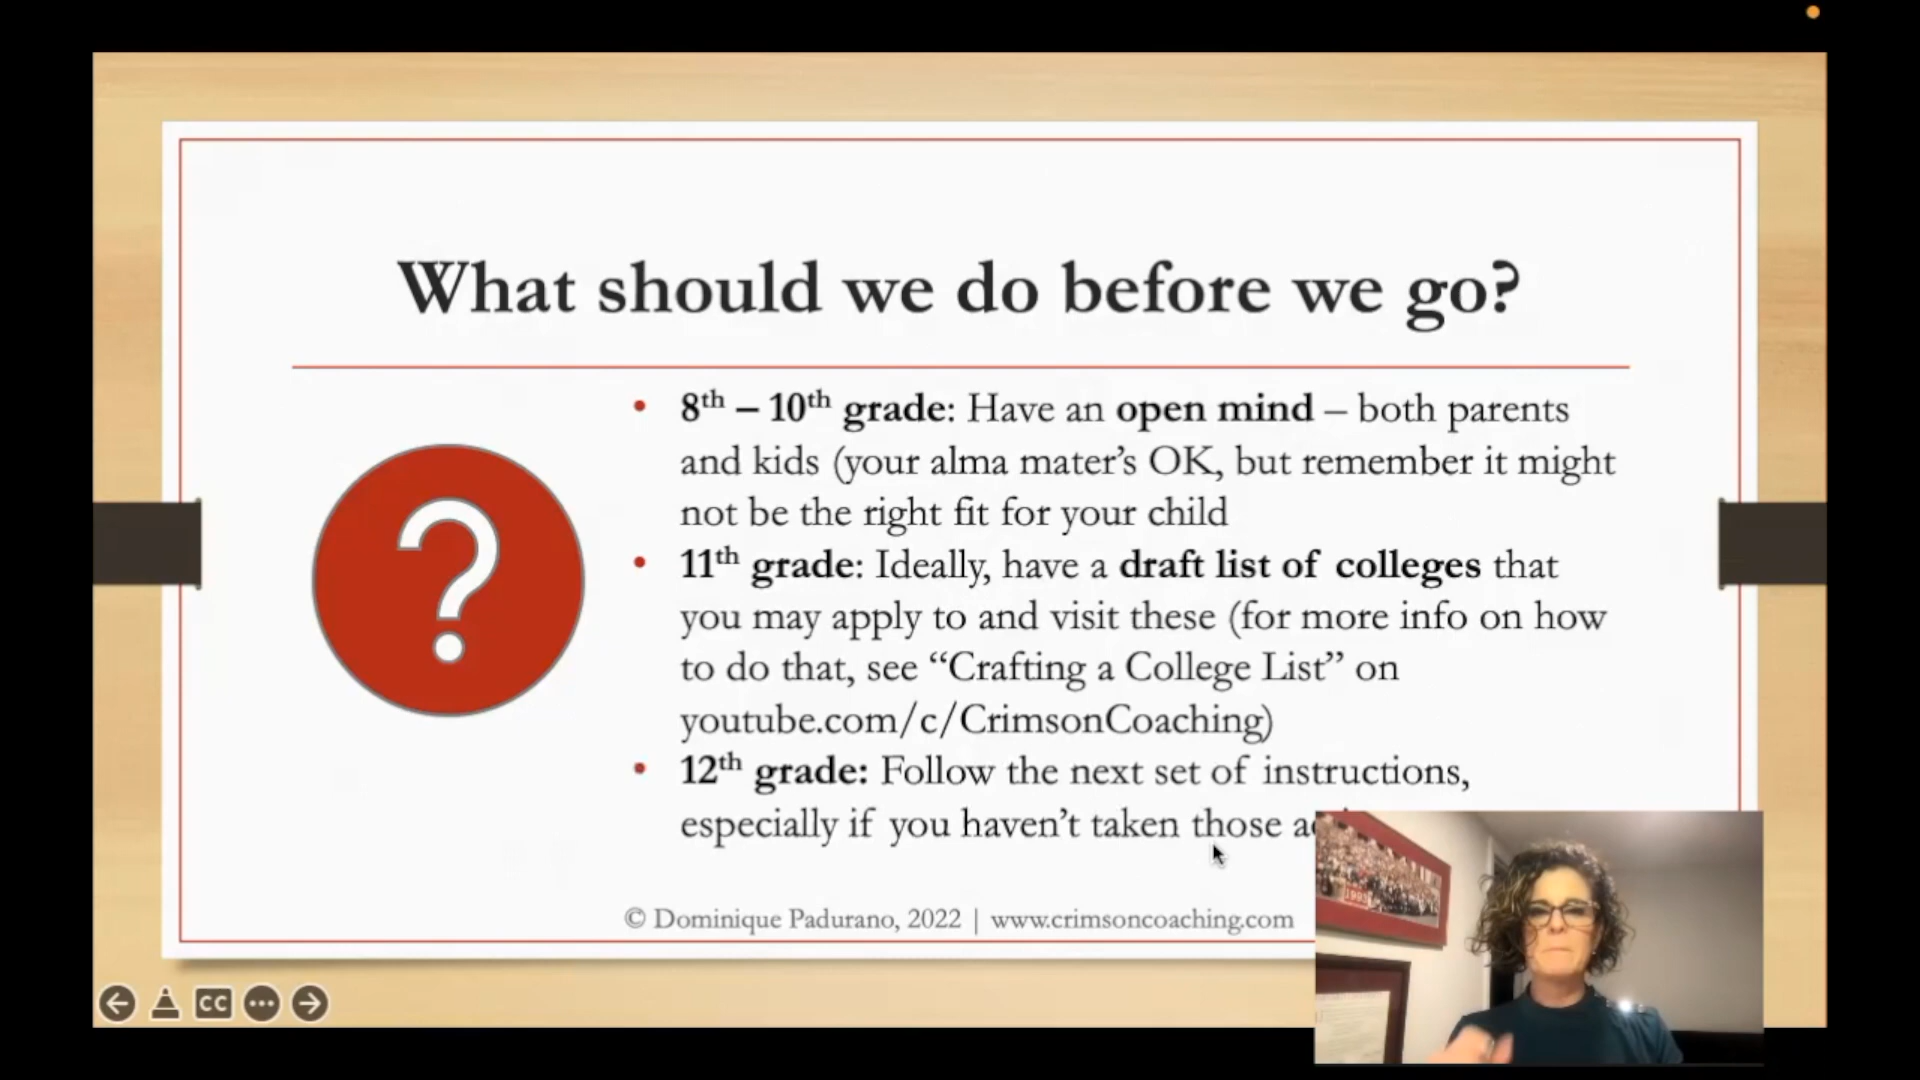 What should we do before we go?
• 8th – 10th grade: Have an open mind – both parents
and kids (your alma mater's OK, but remember it might
not be the right fit for your child
• 11th grade: Ideally, have a draft list of colleges that
you may apply to and visit these (for more info on how
to do that, see “Crafting a College List” on
youtube.com/c/CrimsonCoaching)
• 12th grade: Follow the next set of instructions,
especially if you haven't taken those
© Dominique Padurano, 2022 | www.crimsoncoaching.com
CC